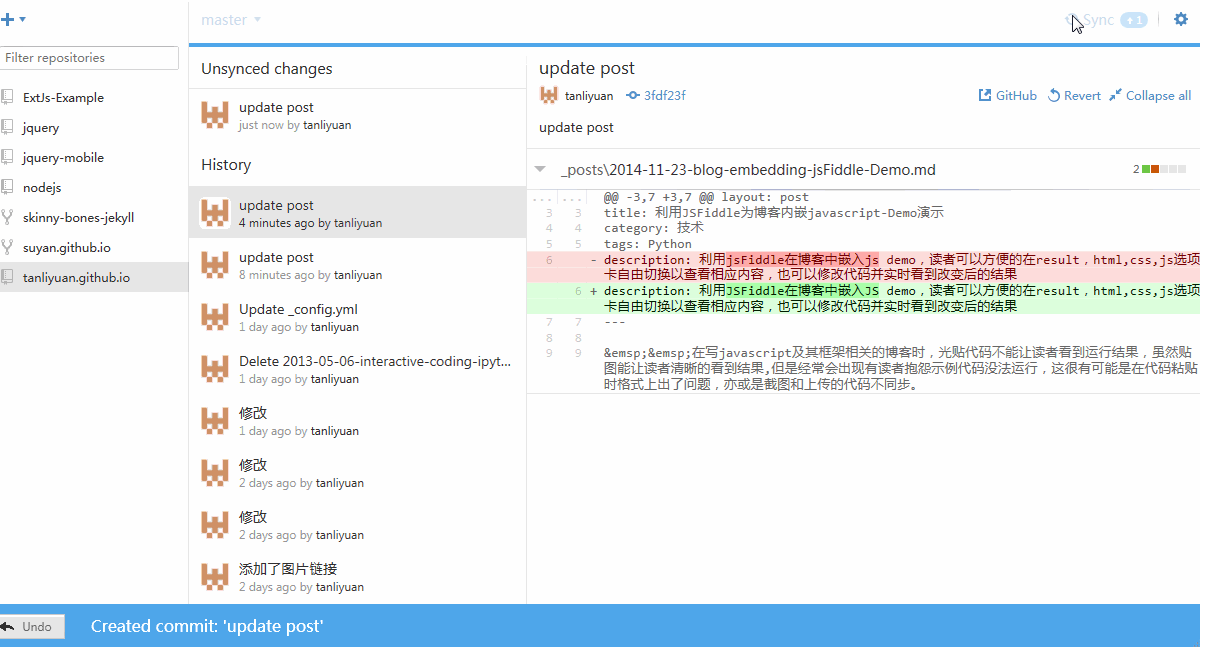 master
Sync
1
Filter repositories
ExtJs-Example
jquery
jquery-mobile
nodejs
skinny-bones-jekyll
suyan.github.io
tanliyuan.github.io
Unsynced changes
update post
just now by tanliyuan
History
update post
4 minutes ago by tanliyuan
update post
8 minutes ago by tanliyuan
Update _config.yml
1 day ago by tanliyuan
Delete 2013-05-06-interactive-coding-ipyt...
1 day ago by tanliyuan
修改
1 day ago by tanliyuan
修改
2 days ago by tanliyuan
修改
2 days ago by tanliyuan
添加了图片链接
2 days ago by tanliyuan
update post
tanliyuan 3fdf23f
GitHub Revert Collapse all
update post
_posts\2014-11-23-blog-embedding-jsFiddle-Demo.md 2
... ... @@ -3,7 +3,7 @@ layout: post
3 3 title: 利用JSFiddle为博客内嵌javascript-Demo演示
4 4 category: 技术
5 5 tags: Python
6 - description: 利用jsFiddle在博客中嵌入js demo，读者可以方便的在result，html,css,js选项
卡自由切换以查看相应内容，也可以修改代码并实时看到改变后的结果
6 + description: 利用JSFiddle在博客中嵌入JS demo，读者可以方便的在result，html,css,js选项
卡自由切换以查看相应内容，也可以修改代码并实时看到改变后的结果
7 7 ---
8 8
9 9 &emsp;&emsp;在写javascript及其框架相关的博客时，光贴代码不能让读者看到运行结果，虽然贴
图能让读者清晰的看到结果,但是经常会出现有读者抱怨示例代码没法运行，这很有可能是在代码粘贴
时格式上出了问题，亦或是截图和上传的代码不同步。
Undo
Created commit: 'update post'